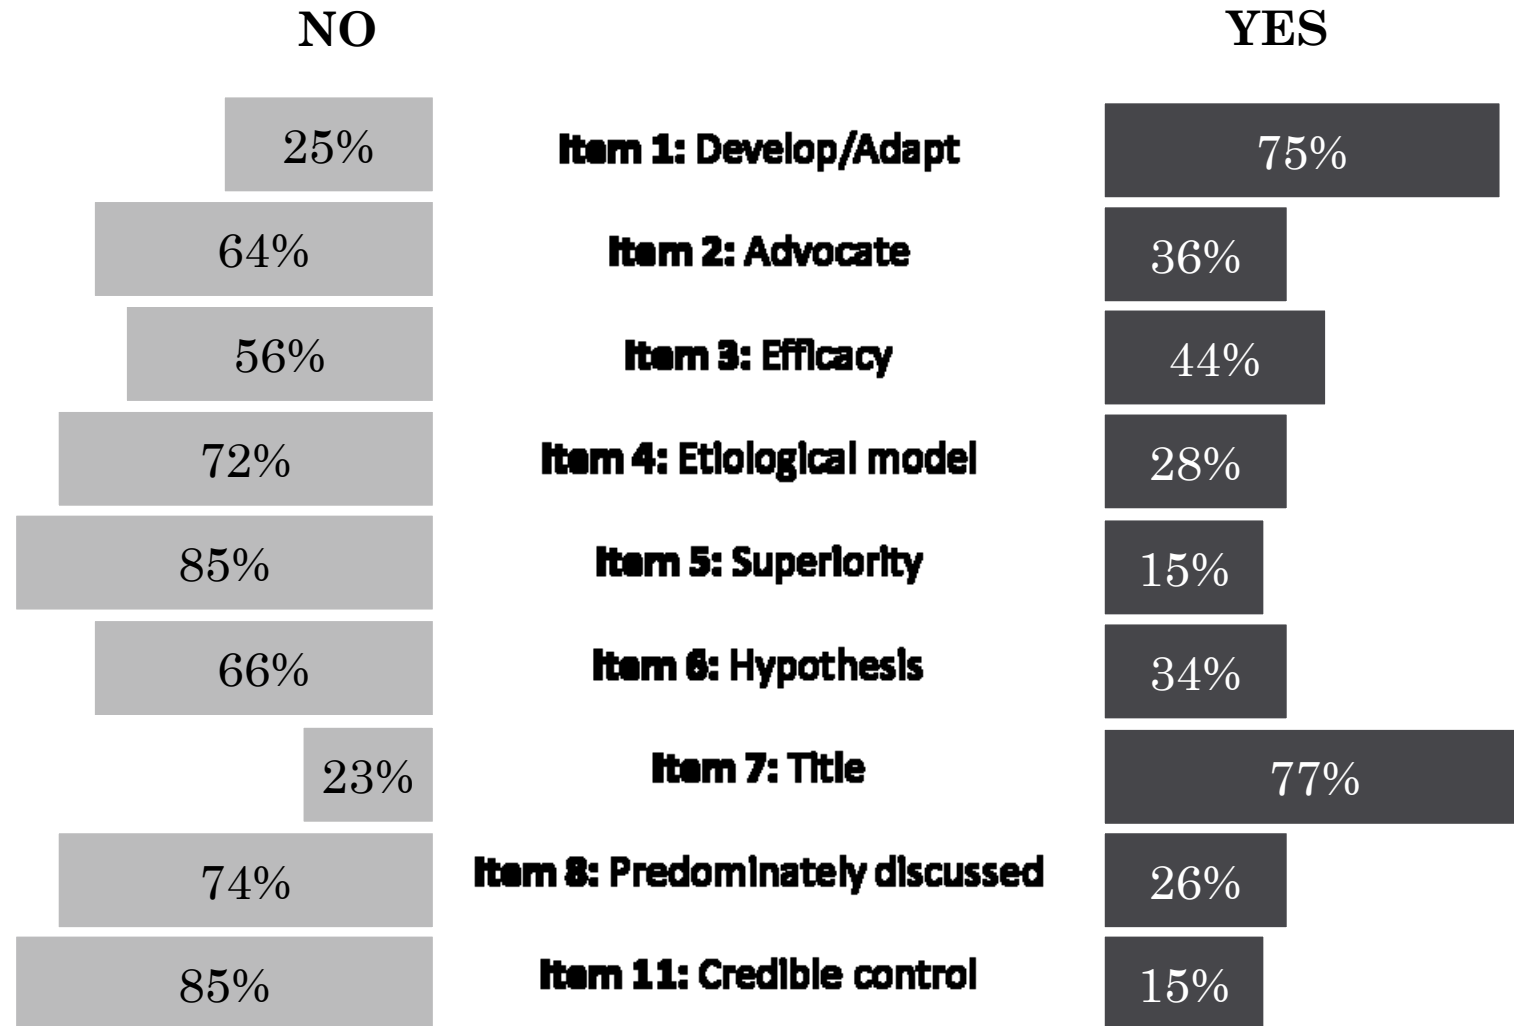 NO YES
25% Item 1: Develop/Adapt 75%
64% Item 2: Advocate 36%
56% Item 3: Efficacy 44%
72% Item 4: Etiological model 28%
85% Item 5: Superiority 15%
66% Item 6: Hypothesis 34%
23% Item 7: Title 77%
74% Item 8: Predominately discussed 26%
85% Item 11: Credible control 15%